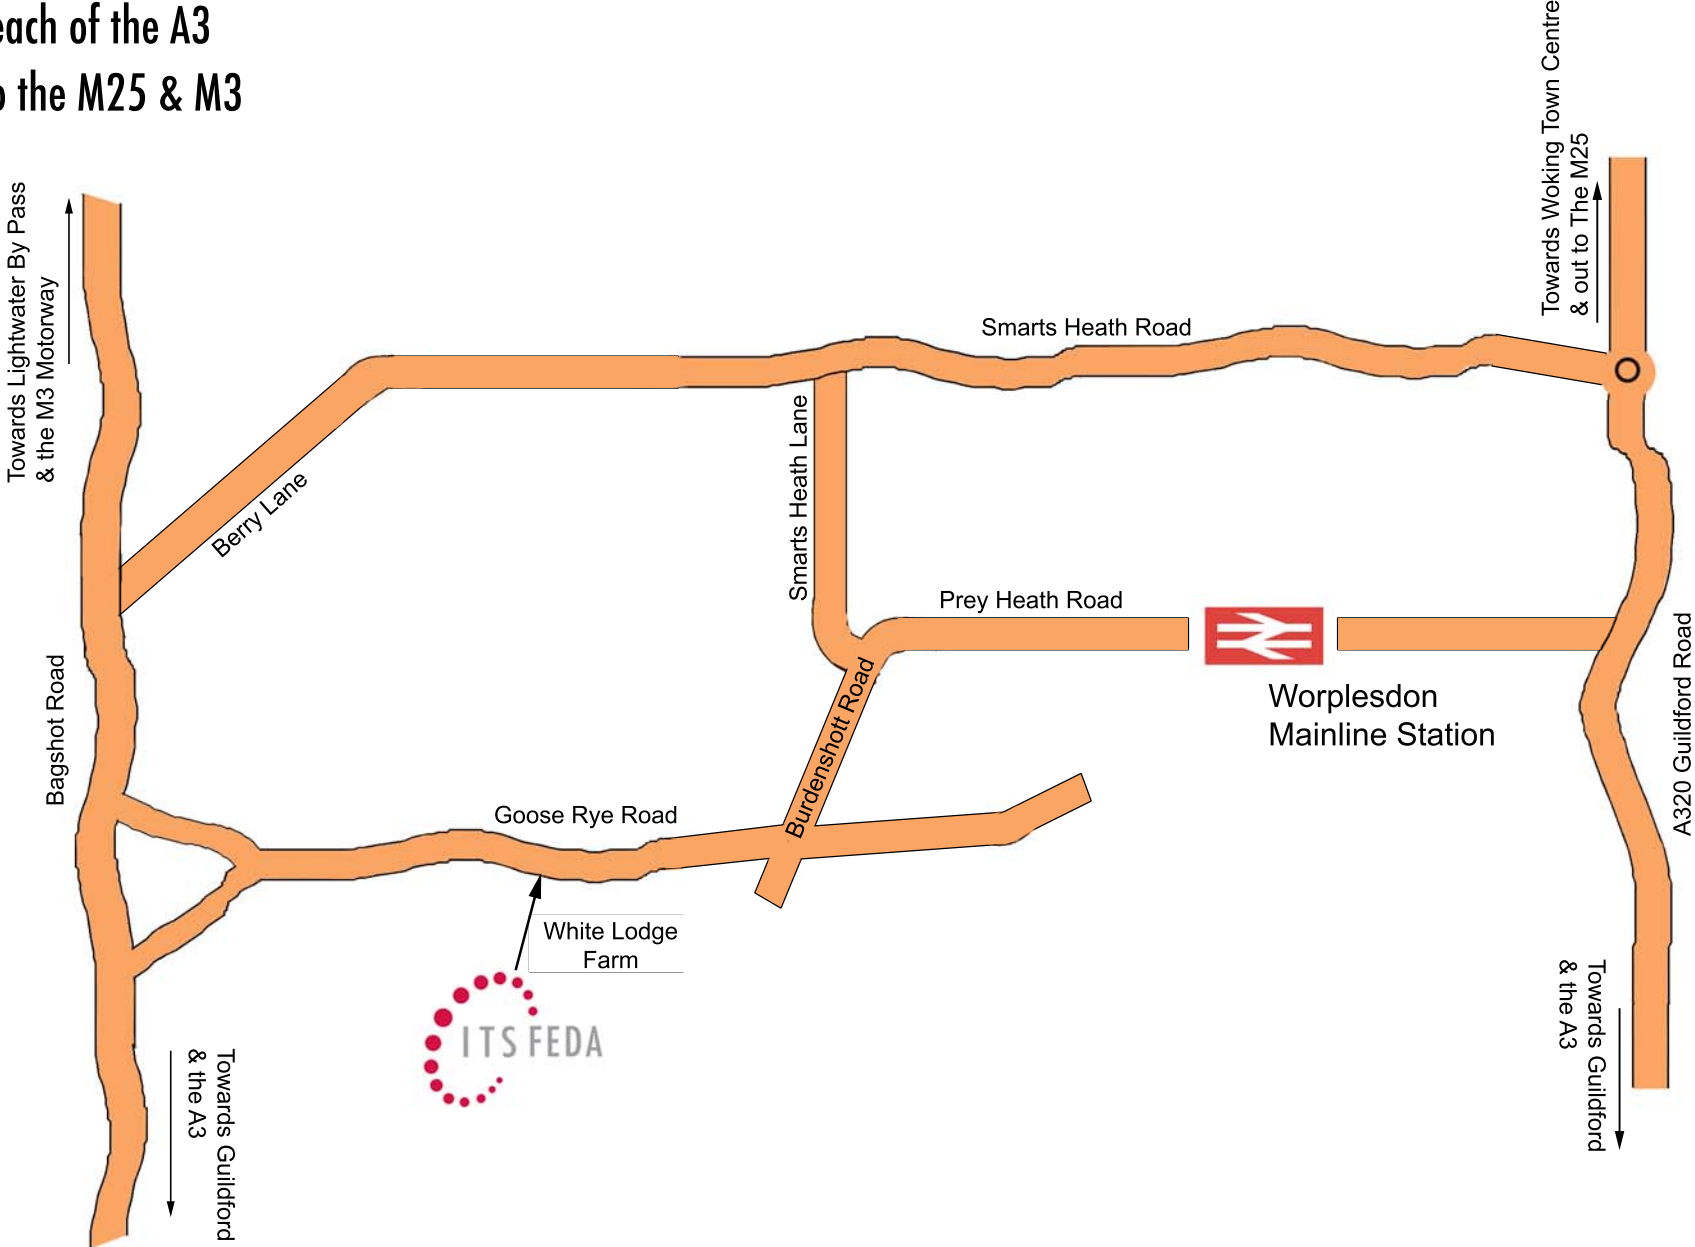 each of the A3
the M25 & M3
Towards Woking Town Centre
& out to The M25
Towards Lightwater By Pass
& the M3 Motorway
Smarts Heath Road
Smarts Heath Lane
Berry Lane
Prey Heath Road
Worplesdon
Mainline Station
Bagshot Road
A320 Guildford Road
Burdenshott Road
Goose Rye Road
White Lodge
Farm
ITS FEDA
Towards Guildford
& the A3
Towards Guildford
& the A3